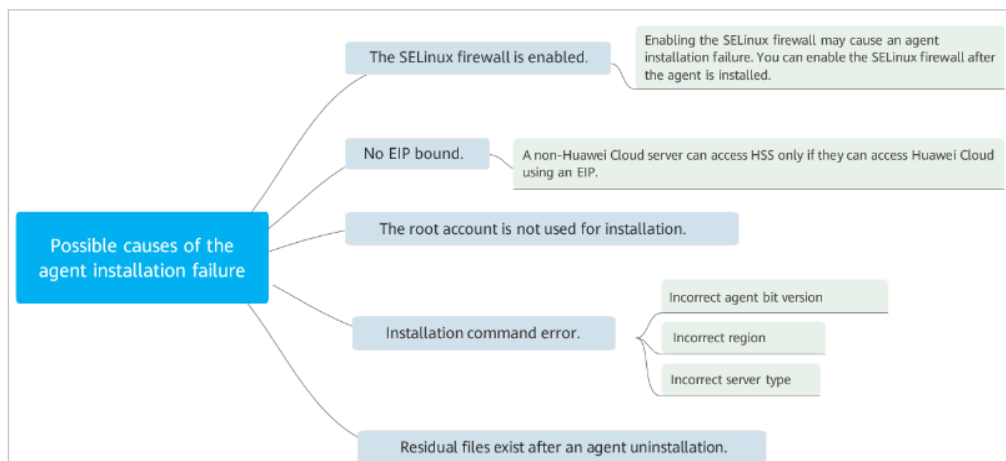 The SELinux firewall is enabled.
Enabling the SELinux firewall may cause an agent
installation failure. You can enable the SELinux firewall after
the agent is installed.
No EIP bound.
A non-Huawei Cloud server can access HSS only if they can access Huawei Cloud
using an EIP.
Possible causes of the
agent installation failure
The root account is not used for installation.
Installation command error.
Incorrect agent bit version
Incorrect region
Incorrect server type
Residual files exist after an agent uninstallation.